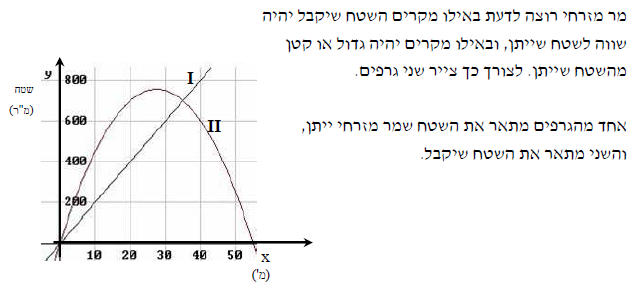 מר מזרחי רוצה לדעת באילו מקרים השטח שיקבל יהיה
שווה לשטח שייתן, ובאילו מקרים יהיה גדול או קטן
מהשטח שייתן. לצורך כך צייר שני גרפים.
אחד מהגרפים מתאר את השטח שמר מזרחי ייתן,
והשני מתאר את השטח שיקבל.
y
שטח
(מ"ר)
800
600
400
200
I
II
10 20 30 40 50
x
(מ')